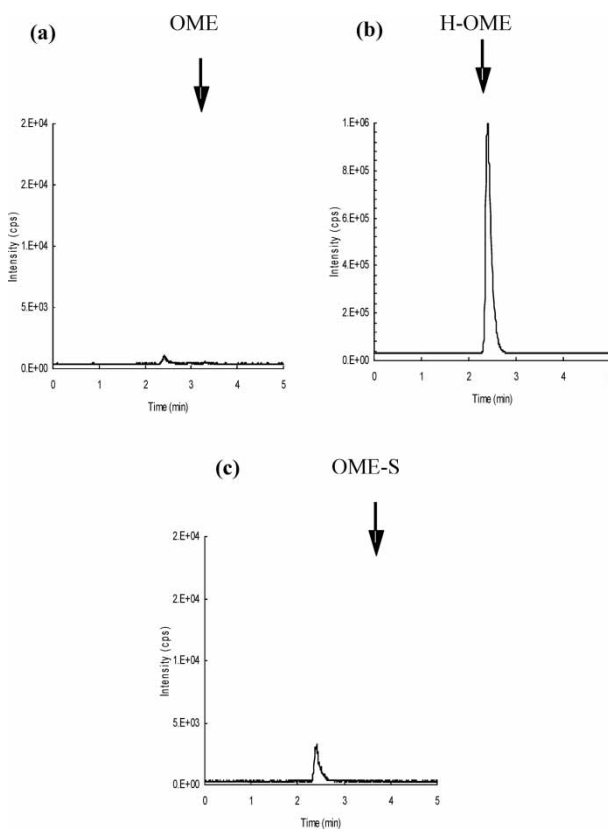 (a) OME
2.E+04
2.E+04
1.E+04
5.E+03
0.E+00
Intensity (cps)
0 1 2 3 4 5
Time (min)
(b) H-OME
1.E+06
8.E+05
6.E+05
4.E+05
2.E+05
0.E+00
Intensity (cps)
0 1 2 3 4
Time (min)
(c) OME-S
2.E+04
2.E+04
1.E+04
5.E+03
0.E+00
Intensity (cps)
0 1 2 3 4 5
Time (min)